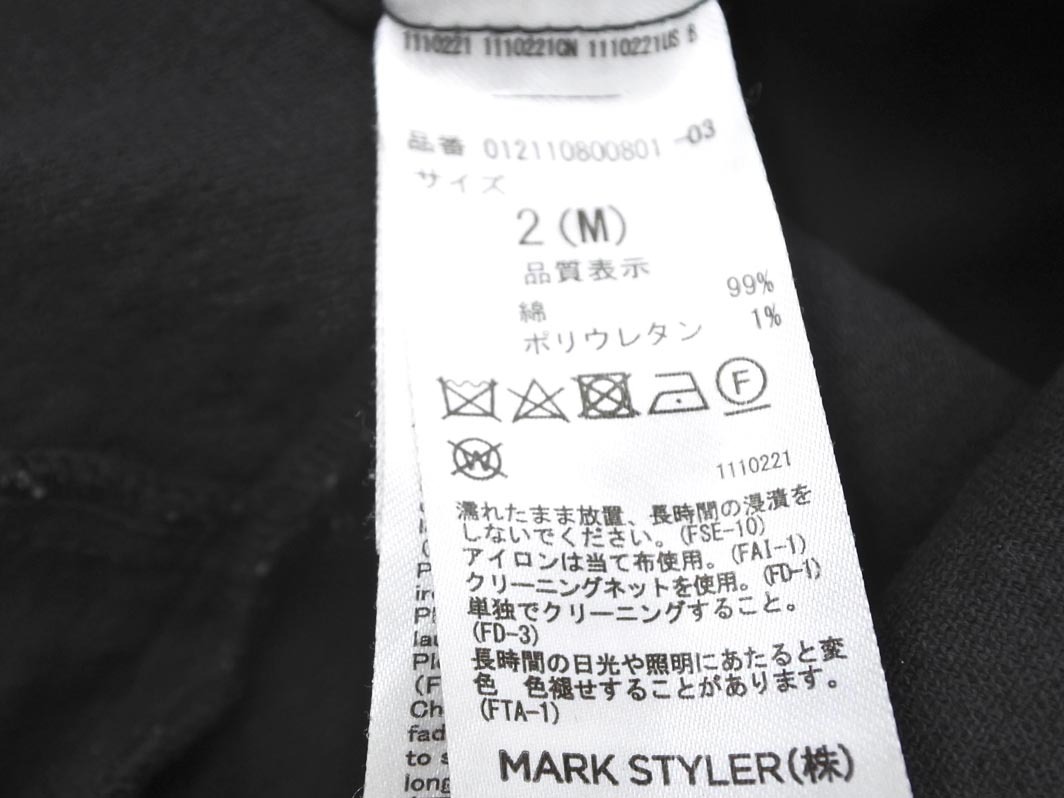 1110221 1110221CN 1110221US B
品番 012110800801 -03
サイズ
2 (M)
品質表示
綿 99%
ポリウレタン 1%
F
W
1110221
濡れたまま放置、長時間の浸漬を
しないでください。(FSE-10)
アイロンは当て布使用。(FAI-1)
クリーニングネットを使用。(FD-1)
単独でクリーニングすること。
(FD-3)
長時間の日光や照明にあたると変
色 色褪せすることがあります。
(FTA-1)
MARK STYLER(株)
(F
Ch
fad
to s
long